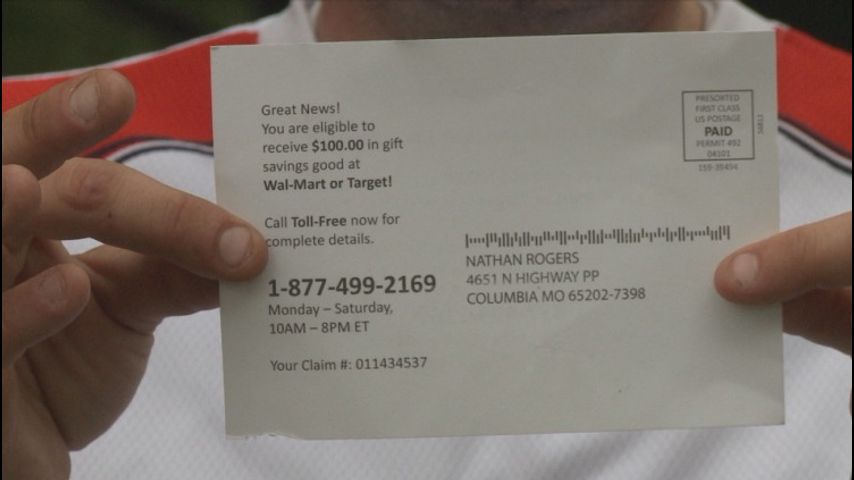 Great News!
You are eligible to
receive $100.00 in gift
savings good at
Wal-Mart or Target!
Call Toll-Free now for
complete details.
1-877-499-2169
Monday – Saturday,
10AM – 8PM ET
Your Claim #: 011434537
PRESORTED
FIRST CLASS
US POSTAGE
PAID
PERMIT 492
04101
NATHAN ROGERS
4651 N HIGHWAY PP
COLUMBIA MO 65202-7398